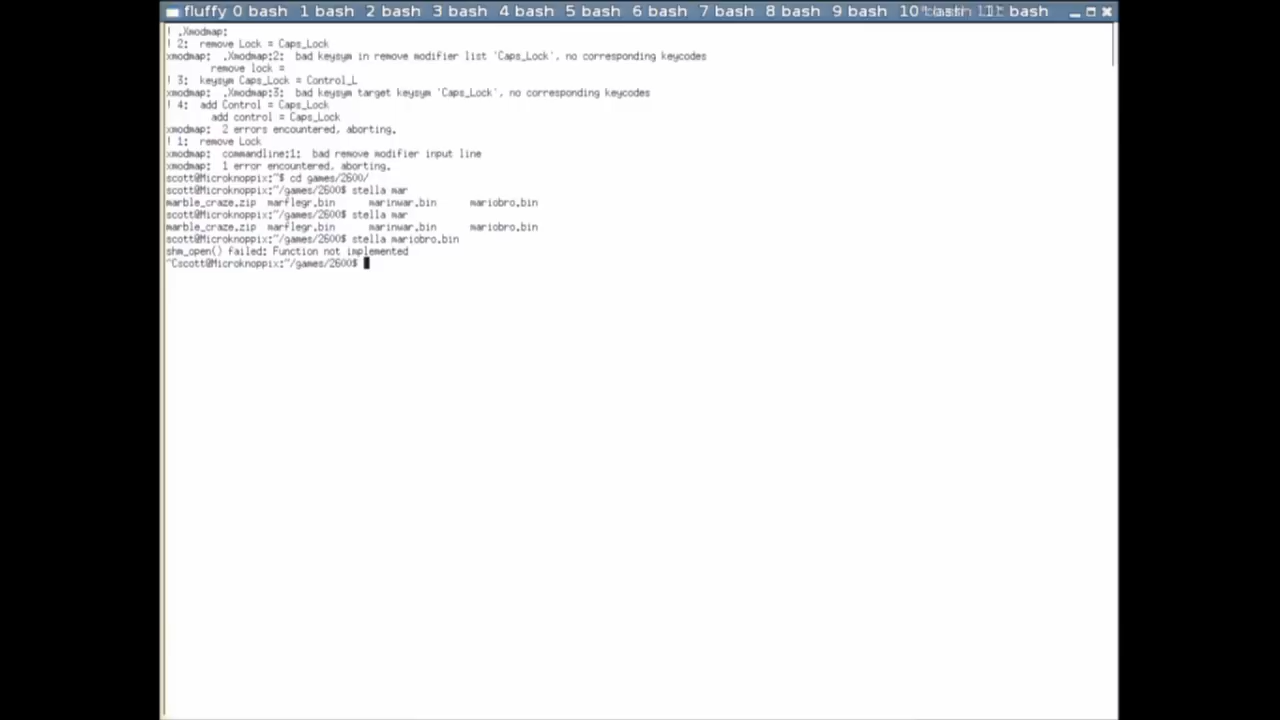 fluffy 0 bash 1 bash 2 bash 3 bash 4 bash 5 bash 6 bash 7 bash 8 bash 9 bash 10 bash
! .Xmodmap:
! 2:  remove Lock = Caps_Lock
xmodmap:  .Xmodmap:2:  bad keysym in remove modifier list 'Caps_Lock', no corresponding keycodes
remove lock =
! 3:  keysym Caps_Lock = Control_L
xmodmap:  .Xmodmap:3:  bad keysym target keysym 'Caps_Lock', no corresponding keycodes
! 4:  add Control = Caps_Lock
add control = Caps_Lock
xmodmap:  2 errors encountered, aborting.
! 1:  remove Lock
xmodmap:  commandline:1:  bad remove modifier input line
xmodmap:  1 error encountered, aborting.
scott@Microknoppix:~$ cd games/2600/
scott@Microknoppix:~/games/2600$ stella mar
marble_craze.zip  marflegr.bin      marinwar.bin      mariobro.bin
scott@Microknoppix:~/games/2600$ stella mar
marble_craze.zip  marflegr.bin      marinwar.bin      mariobro.bin
scott@Microknoppix:~/games/2600$ stella mariobro.bin
shm_open() failed: Function not implemented
^Cscott@Microknoppix:~/games/2600$